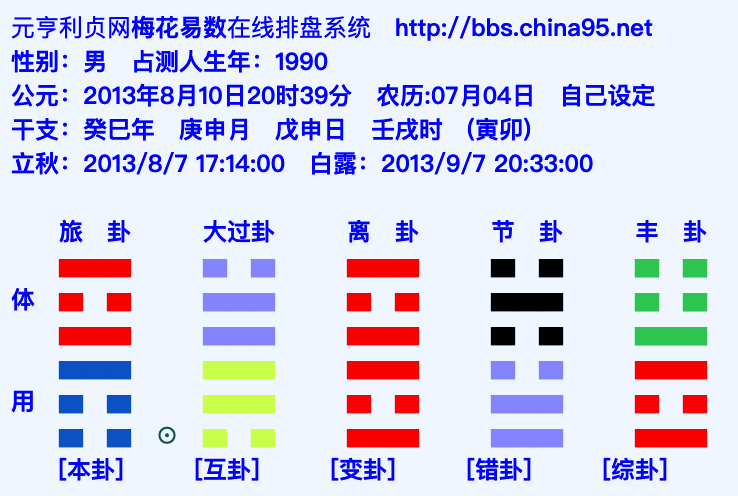 元亨利贞网梅花易数在线排盘系统　http://bbs.china95.net
性别：男　占测人生年：1990
公元：2013年8月10日20时39分　农历:07月04日　自己设定
干支：癸巳年　庚申月　戊申日　壬戌时　（寅卯）
立秋：2013/8/7 17:14:00　白露：2013/9/7 20:33:00
旅　卦　大过卦　离　卦　节　卦　丰　卦
体
用
[本卦]　[互卦]　[变卦]　[错卦]　[综卦]